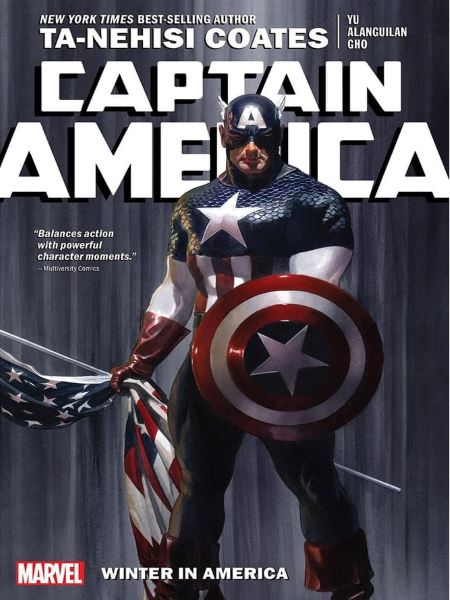 NEW YORK TIMES BEST-SELLING AUTHOR
TA-NEHISI COATES
YU
ALANGUILAN
GHO
CAPTAIN
AMERICA
A
“Balances action
with powerful
character moments.”
— Multiversity Comics
MARVEL
WINTER IN AMERICA